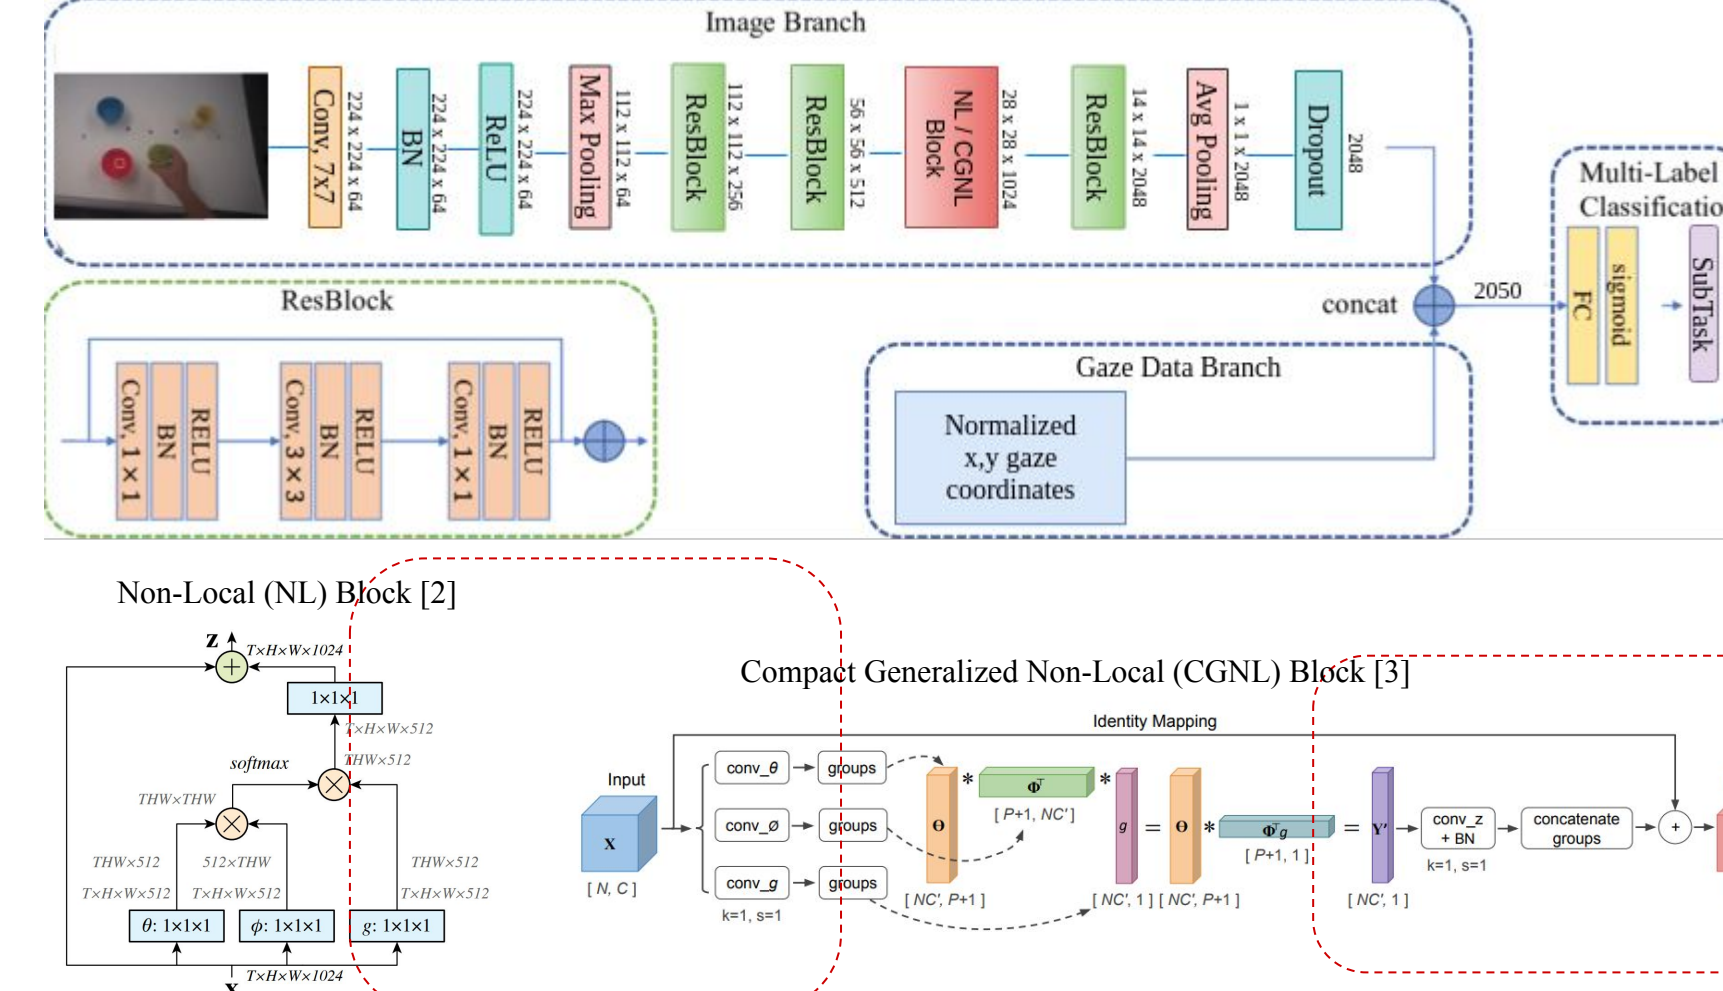 Image Branch
Conv, 7x7
224 x 224 x 64
BN
224 x 224 x 64
ReLU
224 x 224 x 64
Max Pooling
112 x 112 x 64
ResBlock
112 x 112 x 256
ResBlock
56 x 56 x 512
NL / CGNL
Block
28 x 28 x 1024
ResBlock
14 x 14 x 2048
Avg Pooling
1 x 1 x 2048
Dropout
2048
Multi-Label
Classificatio
FC
sigmoid
SubTask
concat
2050
ResBlock
Conv, 1 × 1
BN
RELU
Conv, 3 × 3
BN
RELU
Conv, 1 × 1
BN
RELU
Gaze Data Branch
Normalized
x,y gaze
coordinates
Non-Local (NL) Block [2]
z
T×H×W×1024
1×1×1
T×H×W×512
softmax
THW×512
THW×THW
THW×512
512×THW
THW×512
T×H×W×512
T×H×W×512
T×H×W×512
θ: 1×1×1
ϕ: 1×1×1
g: 1×1×1
T×H×W×1024
x
Compact Generalized Non-Local (CGNL) Block [3]
Identity Mapping
Input
X
[ N, C ]
conv_θ
groups
conv_Ø
groups
conv_g
groups
k=1, s=1
Θ
[ NC′, P+1 ]
*
Φ⊤
[ P+1, NC′ ]
*
g
[ NC′, 1 ]
=
Θ
[ NC′, P+1 ]
*
Φ⊤g
[ P+1, 1 ]
=
Y′
[ NC′, 1 ]
conv_z
+ BN
k=1, s=1
concatenate
groups
+